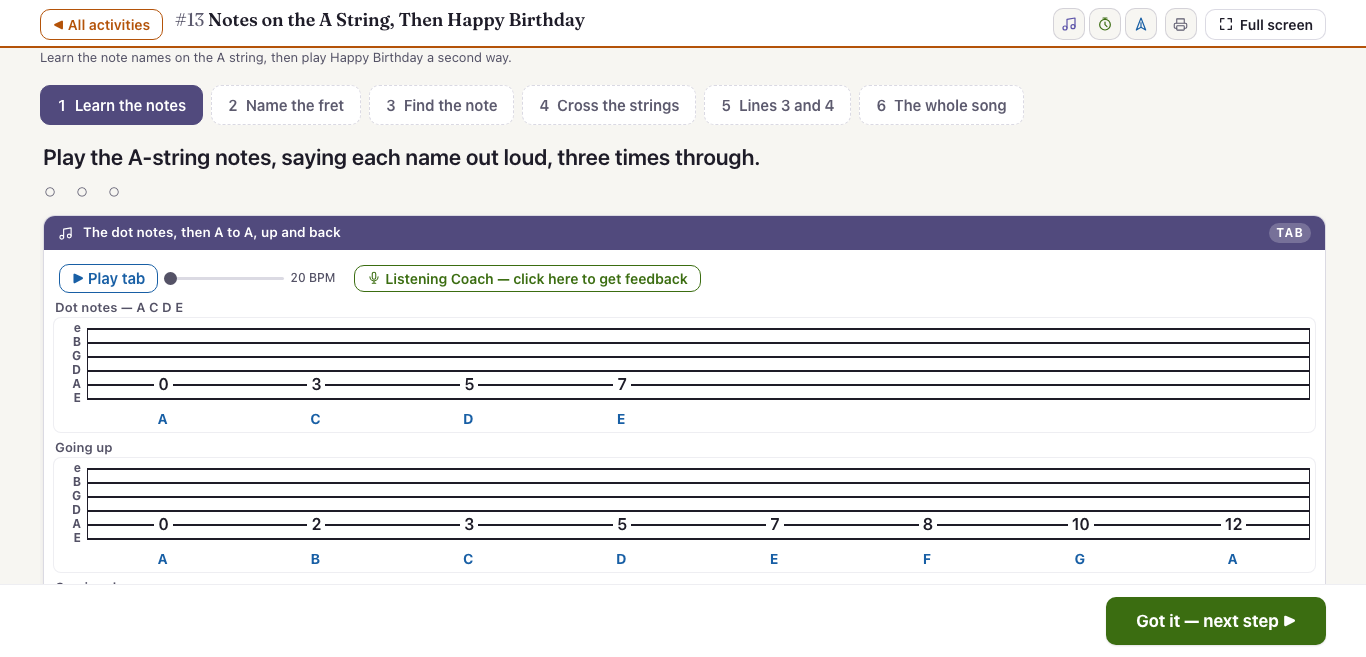 ◀ All activities #13 Notes on the A String, Then Happy Birthday Full screen
Learn the note names on the A string, then play Happy Birthday a second way.
1 Learn the notes 2 Name the fret 3 Find the note 4 Cross the strings 5 Lines 3 and 4 6 The whole song
Play the A-string notes, saying each name out loud, three times through.
The dot notes, then A to A, up and back TAB
▶ Play tab 20 BPM Listening Coach — click here to get feedback
Dot notes — A C D E
e
B
G
D
A 0 3 5 7
E
A C D E
Going up
e
B
G
D
A 0 2 3 5 7 8 10 12
E
A B C D E F G A
Got it — next step ▶